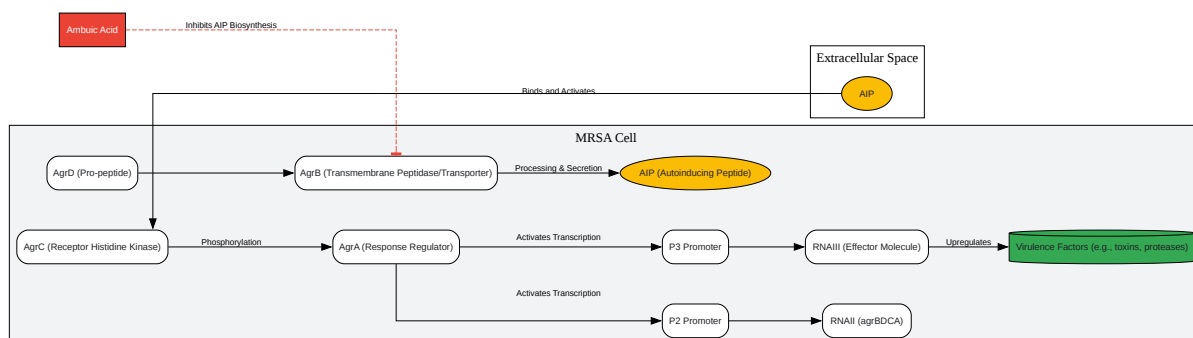 Ambuic Acid
Inhibits AIP Biosynthesis
Extracellular Space
AIP
Binds and Activates
MRSA Cell
AgrD (Pro-peptide)
AgrB (Transmembrane Peptidase/Transporter)
Processing & Secretion
AIP (Autoinducing Peptide)
AgrC (Receptor Histidine Kinase)
Phosphorylation
AgrA (Response Regulator)
Activates Transcription
P3 Promoter
RNAIII (Effector Molecule)
Upregulates
Virulence Factors (e.g., toxins, proteases)
Activates Transcription
P2 Promoter
RNAII (agrBDCA)